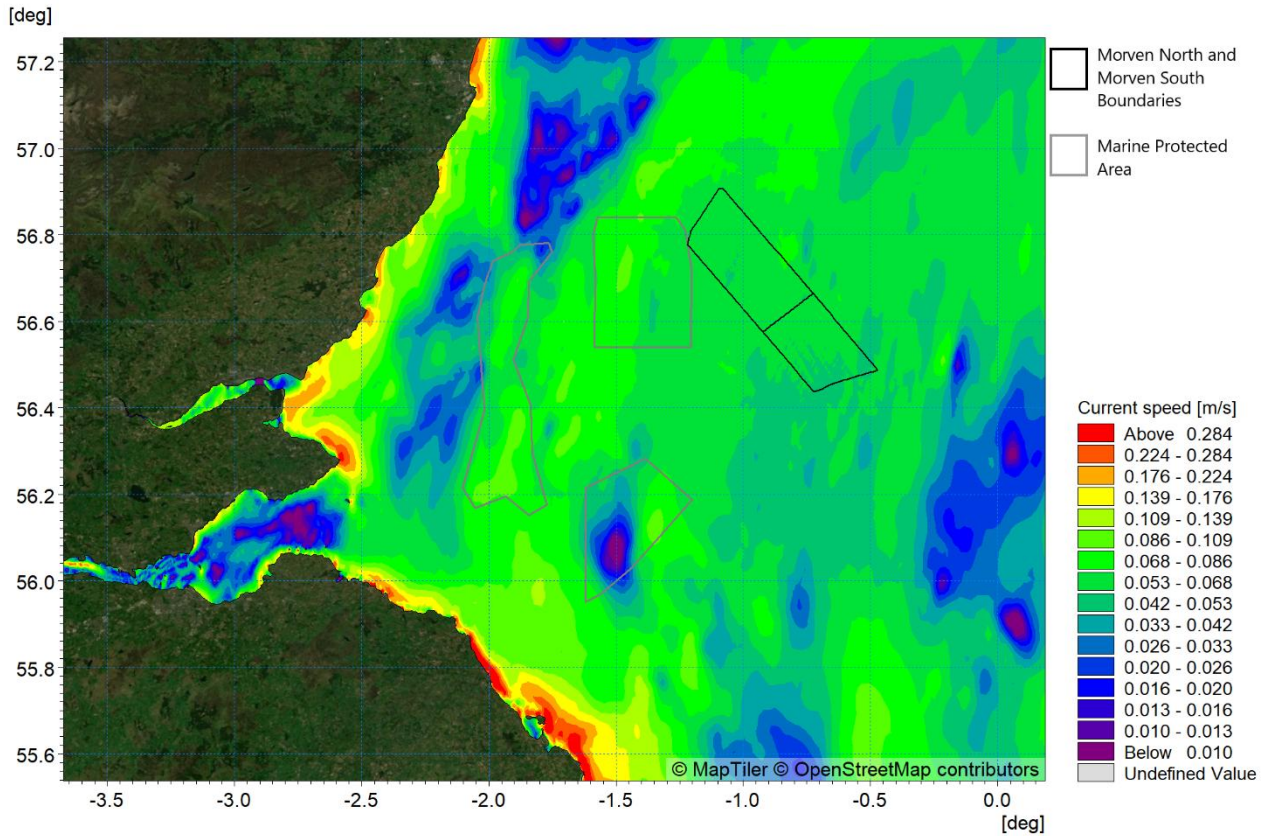 [deg]
57.2
57.0
56.8
56.6
56.4
56.2
56.0
55.8
55.6
-3.5
-3.0
-2.5
-2.0
-1.5
-1.0
-0.5
0.0
[deg]
© MapTiler © OpenStreetMap contributors
Morven North and
Morven South
Boundaries
Marine Protected
Area
Current speed [m/s]
Above 0.284
0.224 - 0.284
0.176 - 0.224
0.139 - 0.176
0.109 - 0.139
0.086 - 0.109
0.068 - 0.086
0.053 - 0.068
0.042 - 0.053
0.033 - 0.042
0.026 - 0.033
0.020 - 0.026
0.016 - 0.020
0.013 - 0.016
0.010 - 0.013
Below 0.010
Undefined Value